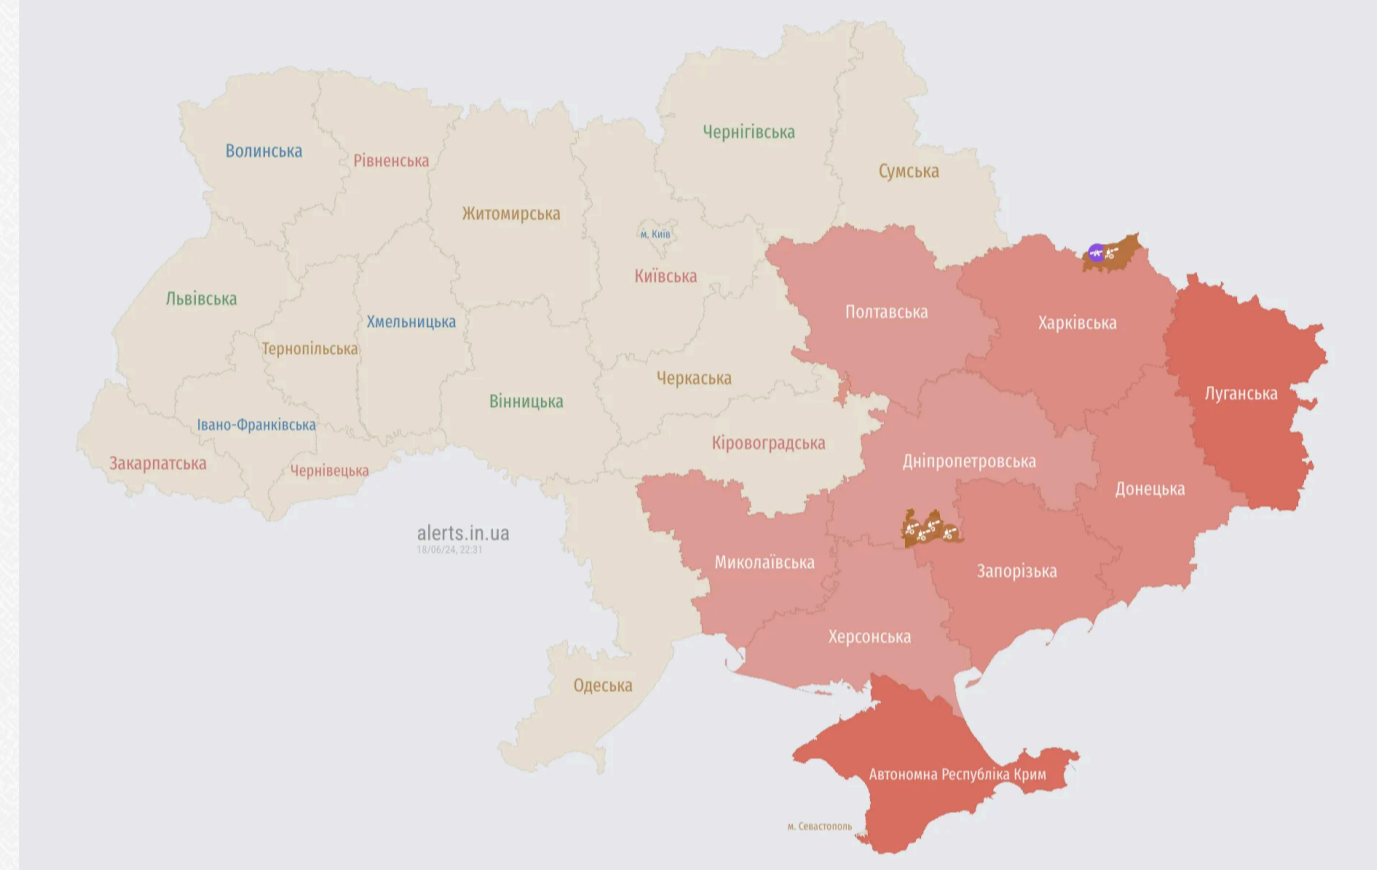 Чернігівська
Волинська
Рівненська
Сумська
Житомирська
м. Київ
Київська
Львівська
Хмельницька
Полтавська
Харківська
Тернопільська
Черкаська
Вінницька
Луганська
Івано-Франківська
Кіровоградська
Закарпатська
Чернівецька
Дніпропетровська
Донецька
alerts.in.ua
18/06/24, 22:31
Миколаївська
Запорізька
Херсонська
Одеська
Автономна Республіка Крим
м. Севастополь